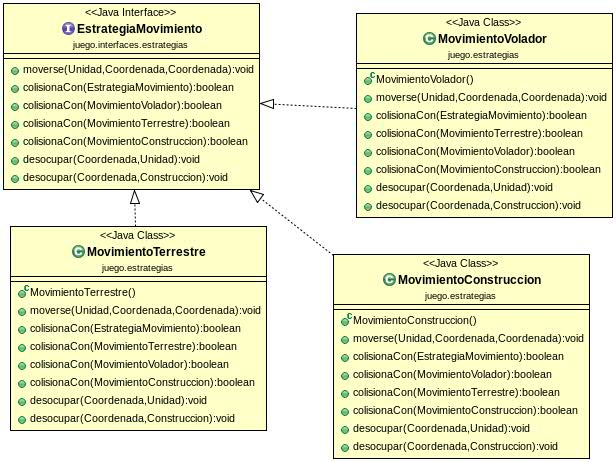 <<Java Interface>>
EstrategiaMovimiento
juego.interfaces.estrategias
moverse(Unidad,Coordenada,Coordenada):void
colisionaCon(EstrategiaMovimiento):boolean
colisionaCon(MovimientoVolador):boolean
colisionaCon(MovimientoTerrestre):boolean
colisionaCon(MovimientoConstruccion):boolean
desocupar(Coordenada,Unidad):void
desocupar(Coordenada,Construccion):void
<<Java Class>>
MovimientoVolador
juego.estrategias
MovimientoVolador()
moverse(Unidad,Coordenada,Coordenada):void
colisionaCon(EstrategiaMovimiento):boolean
colisionaCon(MovimientoTerrestre):boolean
colisionaCon(MovimientoVolador):boolean
colisionaCon(MovimientoConstruccion):boolean
desocupar(Coordenada,Unidad):void
desocupar(Coordenada,Construccion):void
<<Java Class>>
MovimientoTerrestre
juego.estrategias
MovimientoTerrestre()
moverse(Unidad,Coordenada,Coordenada):void
colisionaCon(EstrategiaMovimiento):boolean
colisionaCon(MovimientoTerrestre):boolean
colisionaCon(MovimientoVolador):boolean
colisionaCon(MovimientoConstruccion):boolean
desocupar(Coordenada,Unidad):void
desocupar(Coordenada,Construccion):void
<<Java Class>>
MovimientoConstruccion
juego.estrategias
MovimientoConstruccion()
moverse(Unidad,Coordenada,Coordenada):void
colisionaCon(EstrategiaMovimiento):boolean
colisionaCon(MovimientoVolador):boolean
colisionaCon(MovimientoTerrestre):boolean
colisionaCon(MovimientoConstruccion):boolean
desocupar(Coordenada,Unidad):void
desocupar(Coordenada,Construccion):void